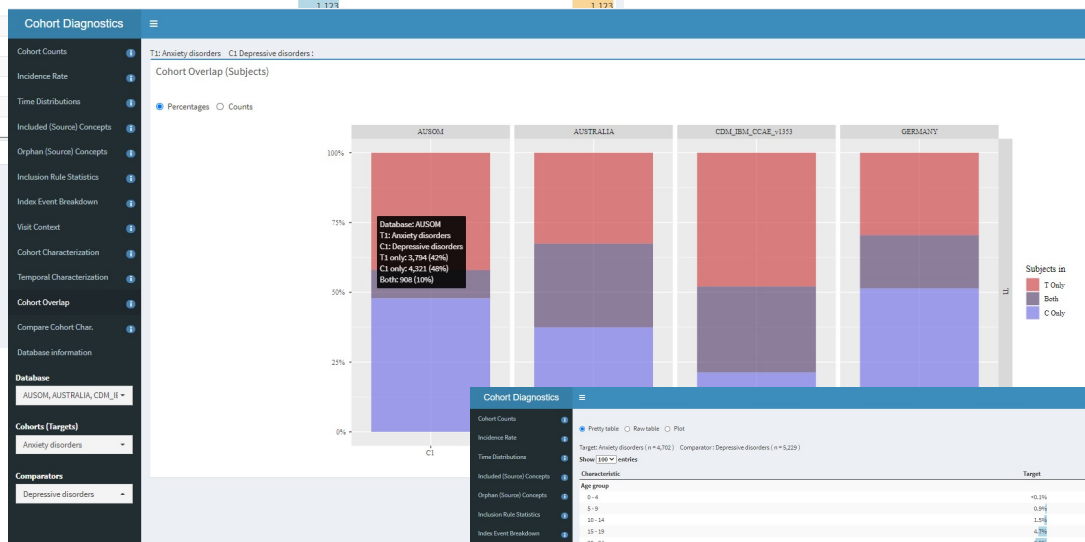 1,123 1,123
Cohort Diagnostics
Cohort Counts
Incidence Rate
Time Distributions
Included (Source) Concepts
Orphan (Source) Concepts
Inclusion Rule Statistics
Index Event Breakdown
Visit Context
Cohort Characterization
Temporal Characterization
Cohort Overlap
Compare Cohort Char.
Database information
Database
AUSOM, AUSTRALIA, CDM_IE
Cohorts (Targets)
Anxiety disorders
Comparators
Depressive disorders
T1: Anxiety disorders C1 Depressive disorders :
Cohort Overlap (Subjects)
Percentages Counts
AUSOM AUSTRALIA CDM_IBM_CCAE_v1353 GERMANY
100%
75%
50%
25%
0%
C1
T1
Database: AUSOM
T1: Anxiety disorders
C1: Depressive disorders
T1 only: 3,794 (42%)
C1 only: 4,321 (48%)
Both: 908 (10%)
Subjects in
T Only
Both
C Only
Cohort Diagnostics
Cohort Counts
Incidence Rate
Time Distributions
Included (Source) Concepts
Orphan (Source) Concepts
Inclusion Rule Statistics
Index Event Breakdown
Pretty table Raw table Plot
Target: Anxiety disorders ( n = 4,702 ) Comparator : Depressive disorders ( n = 5,229 )
Show 100 entries
Characteristic Target
Age group
0 - 4 <0.1%
5 - 9 0.9%
10 - 14 1.5%
15 - 19 4.7%